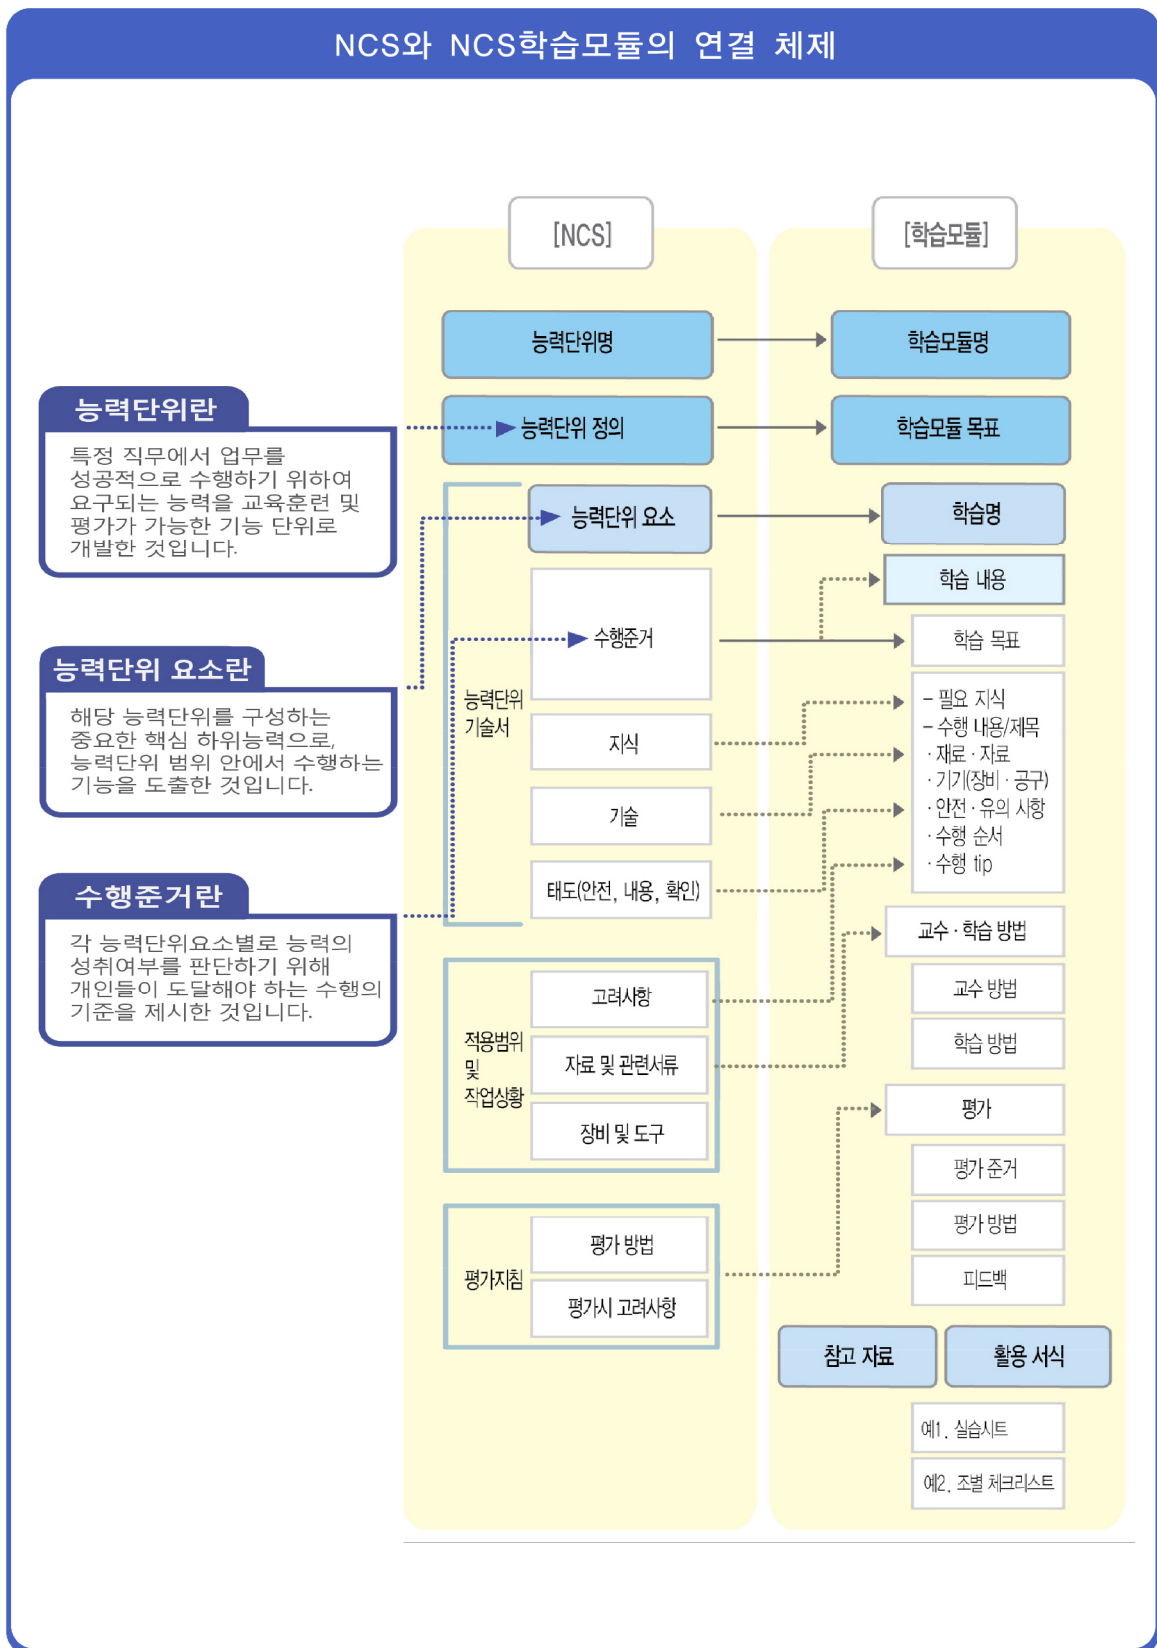 NCS와 NCS학습모듈의 연결 체제
[NCS]
[학습모듈]
능력단위명
학습모듈명
능력단위 정의
학습모듈 목표
능력단위란
특정 직무에서 업무를
성공적으로 수행하기 위하여
요구되는 능력을 교육훈련 및
평가가 가능한 기능 단위로
개발한 것입니다.
능력단위 요소
학습명
학습 내용
수행준거
학습 목표
능력단위 요소란
해당 능력단위를 구성하는
중요한 핵심 하위능력으로,
능력단위 범위 안에서 수행하는
기능을 도출한 것입니다.
능력단위
기술서
지식
기술
태도(안전, 내용, 확인)
- 필요 지식
- 수행 내용/제목
· 재료 · 자료
· 기기(장비 · 공구)
· 안전 · 유의 사항
· 수행 순서
· 수행 tip
수행준거란
각 능력단위요소별로 능력의
성취여부를 판단하기 위해
개인들이 도달해야 하는 수행의
기준을 제시한 것입니다.
교수 · 학습 방법
교수 방법
학습 방법
적용범위
및
작업상황
고려사항
자료 및 관련서류
장비 및 도구
평가
평가 준거
평가 방법
피드백
평가지침
평가 방법
평가시 고려사항
참고 자료
활용 서식
예1. 실습시트
예2. 조별 체크리스트